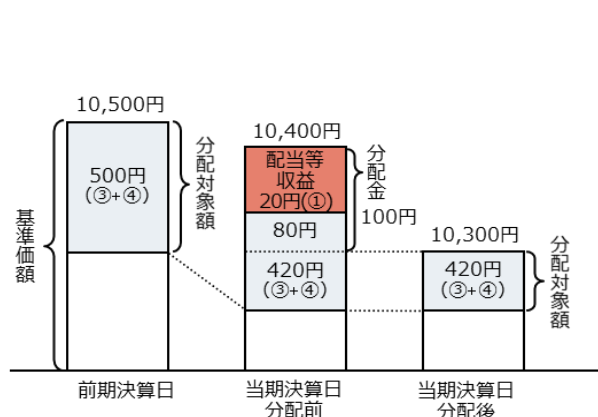 10,500円
500円
(③+④)
分配対象額
基準価額
10,400円
配当等
収益
20円(①)
80円
420円
(③+④)
分配金
100円
10,300円
420円
(③+④)
分配対象額
前期決算日
当期決算日
分配前
当期決算日
分配後